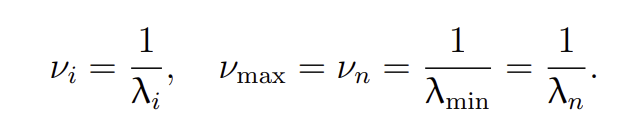 νᵢ = 1/λᵢ, ν_max = νₙ = 1/λ_min = 1/λₙ.